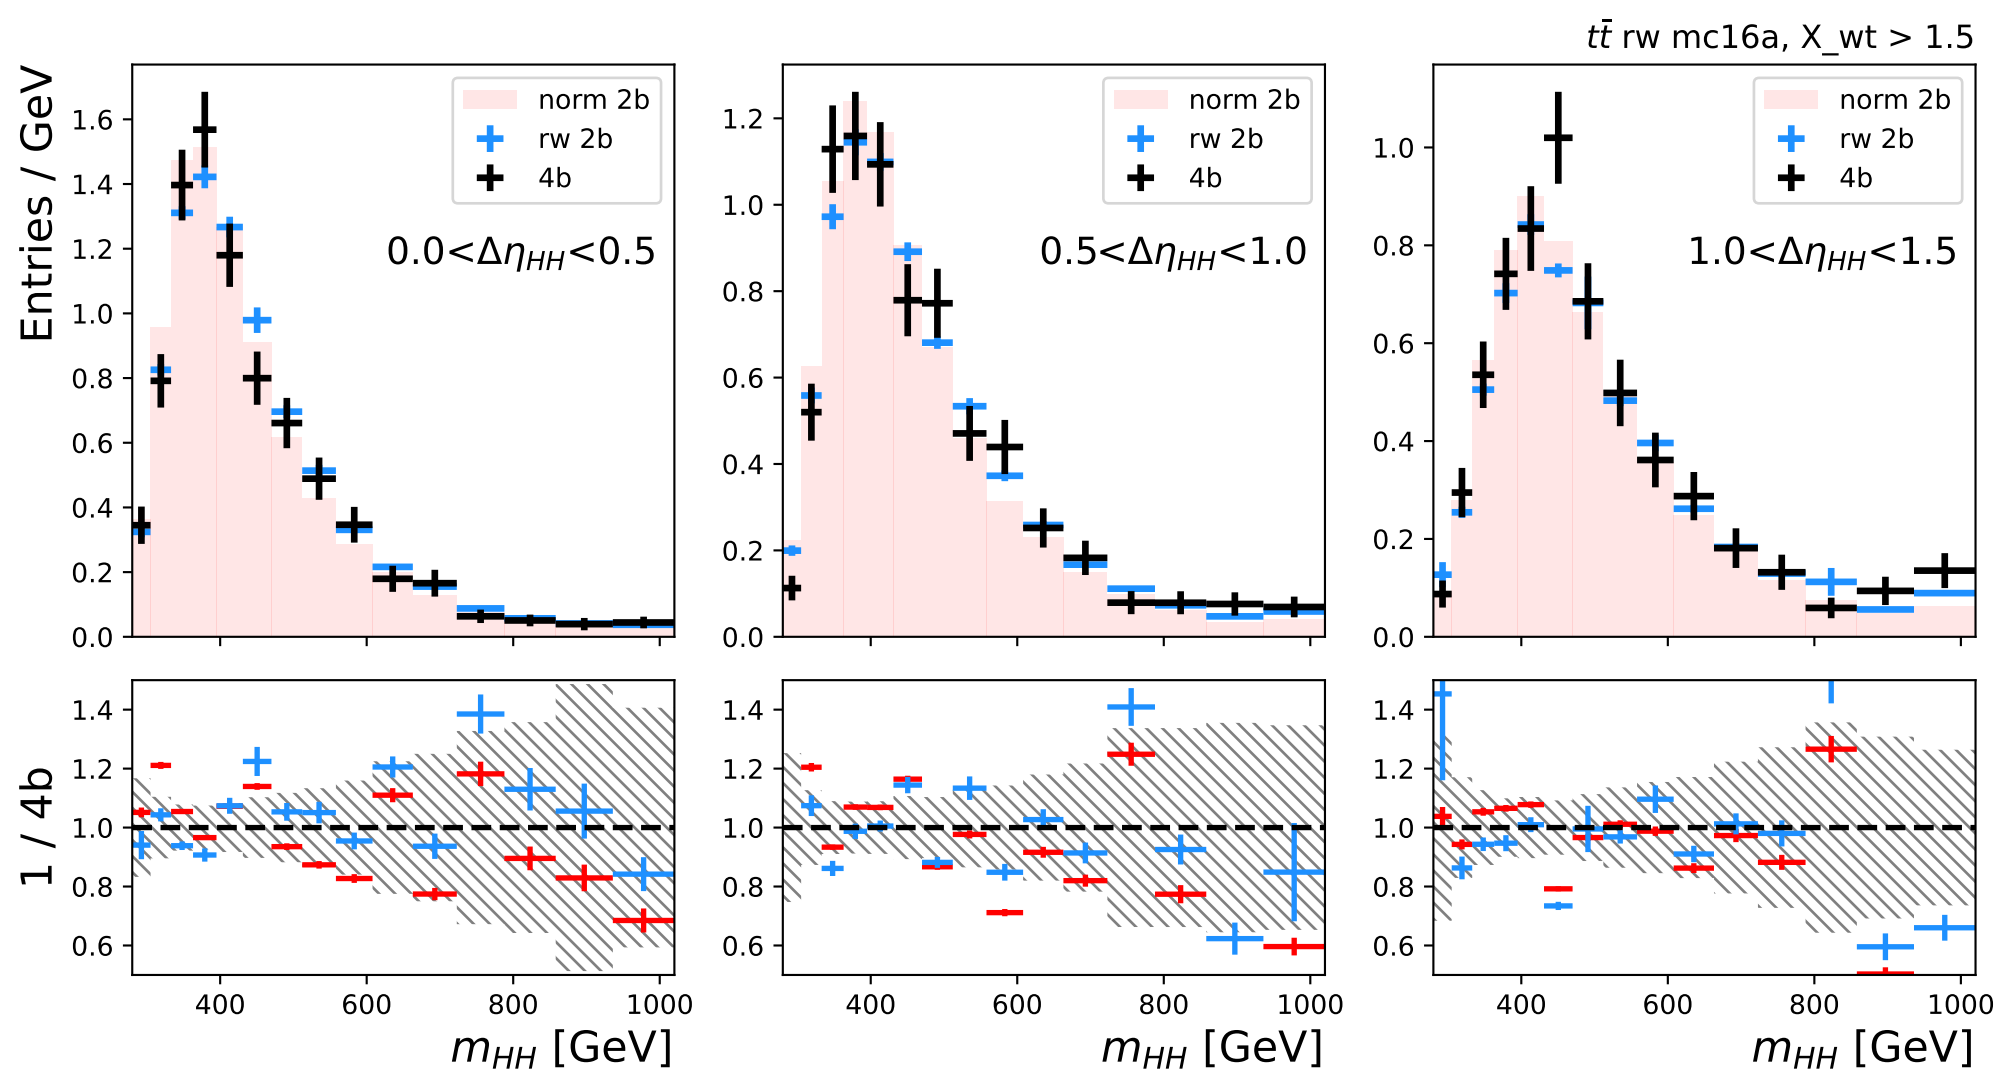 tt̄ rw mc16a, X_wt > 1.5
Entries / GeV
1.6
1.4
1.2
1.0
0.8
0.6
0.4
0.2
0.0
norm 2b
rw 2b
4b
0.0<Δη_HH<0.5
1.2
1.0
0.8
0.6
0.4
0.2
0.0
norm 2b
rw 2b
4b
0.5<Δη_HH<1.0
1.0
0.8
0.6
0.4
0.2
0.0
norm 2b
rw 2b
4b
1.0<Δη_HH<1.5
1 / 4b
1.4
1.2
1.0
0.8
0.6
400 600 800 1000
m_HH [GeV]
1.4
1.2
1.0
0.8
0.6
400 600 800 1000
m_HH [GeV]
1.4
1.2
1.0
0.8
0.6
400 600 800 1000
m_HH [GeV]